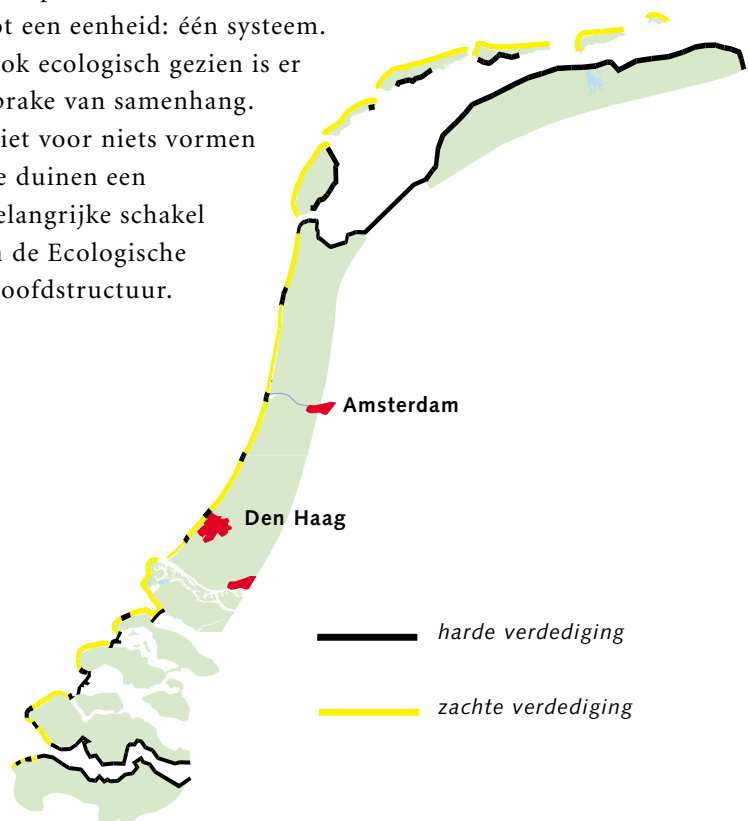 ot een eenheid: één systeem.
ok ecologisch gezien is er
prake van samenhang.
iet voor niets vormen
e duinen een
elangrijke schakel
n de Ecologische
oofdstructuur.
Amsterdam
Den Haag
harde verdediging
zachte verdediging